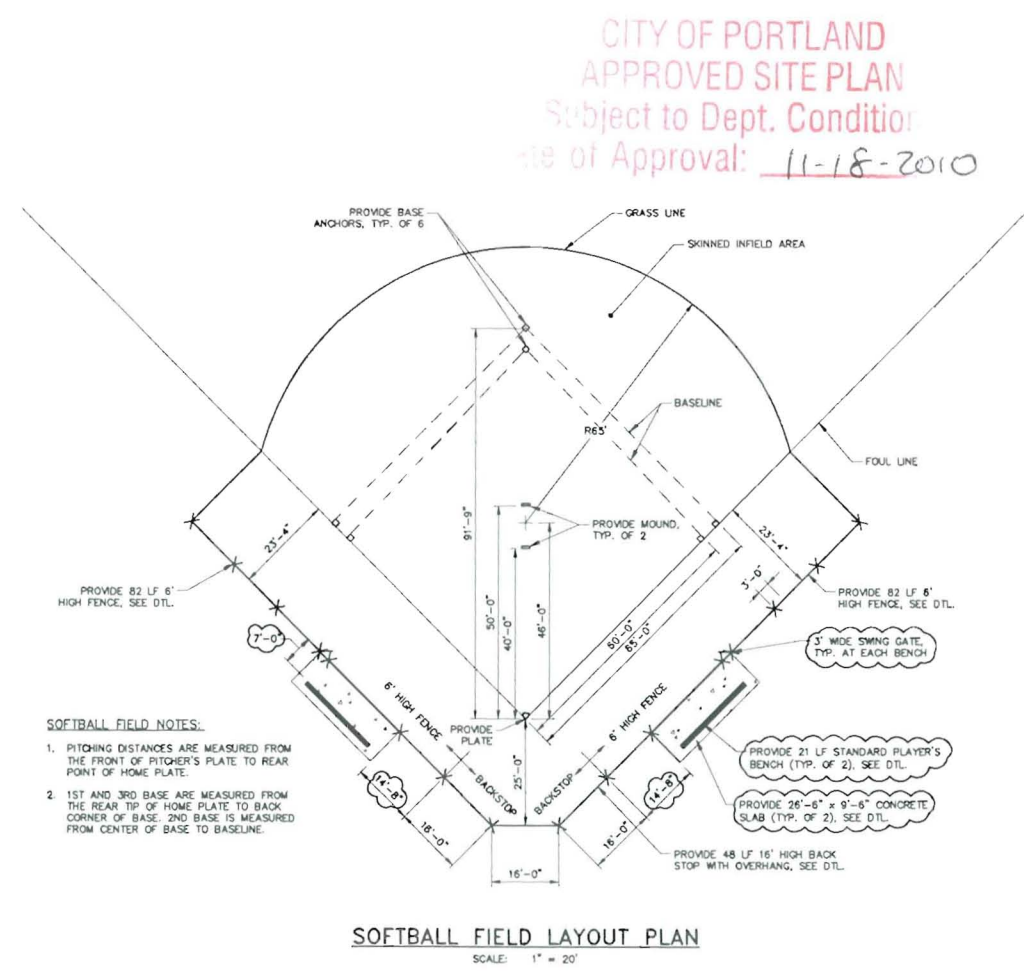 CITY OF PORTLAND
APPROVED SITE PLAN
Subject to Dept. Condition
of Approval: 11-18-2010
PROVIDE BASE
ANCHORS, TYP. OF 6
GRASS LINE
SKINNED INFIELD AREA
BASELINE
R65'
FOUL LINE
91'-9"
50'-0"
40'-0"
46'-0"
PROVIDE MOUND,
TYP. OF 2
23'-4"
23'-4"
3'-0"
60'-0"
65'-0"
PROVIDE 82 LF 6'
HIGH FENCE, SEE DTL.
PROVIDE 82 LF 6'
HIGH FENCE, SEE DTL.
7'-0"
3' WIDE SWING GATE,
TYP. AT EACH BENCH
6' HIGH FENCE
6' HIGH FENCE
PROVIDE
PLATE
25'-0"
BACKSTOP
BACKSTOP
14'-8"
14'-8"
16'-0"
16'-0"
16'-0"
PROVIDE 21 LF STANDARD PLAYER'S
BENCH (TYP. OF 2), SEE DTL.
PROVIDE 26'-6" x 9'-6" CONCRETE
SLAB (TYP. OF 2), SEE DTL.
PROVIDE 48 LF 16' HIGH BACK
STOP WITH OVERHANG, SEE DTL.
SOFTBALL FIELD NOTES:
1. PITCHING DISTANCES ARE MEASURED FROM
THE FRONT OF PITCHER'S PLATE TO REAR
POINT OF HOME PLATE.
2. 1ST AND 3RD BASE ARE MEASURED FROM
THE REAR TIP OF HOME PLATE TO BACK
CORNER OF BASE. 2ND BASE IS MEASURED
FROM CENTER OF BASE TO BASELINE.
SOFTBALL FIELD LAYOUT PLAN
SCALE: 1" = 20'